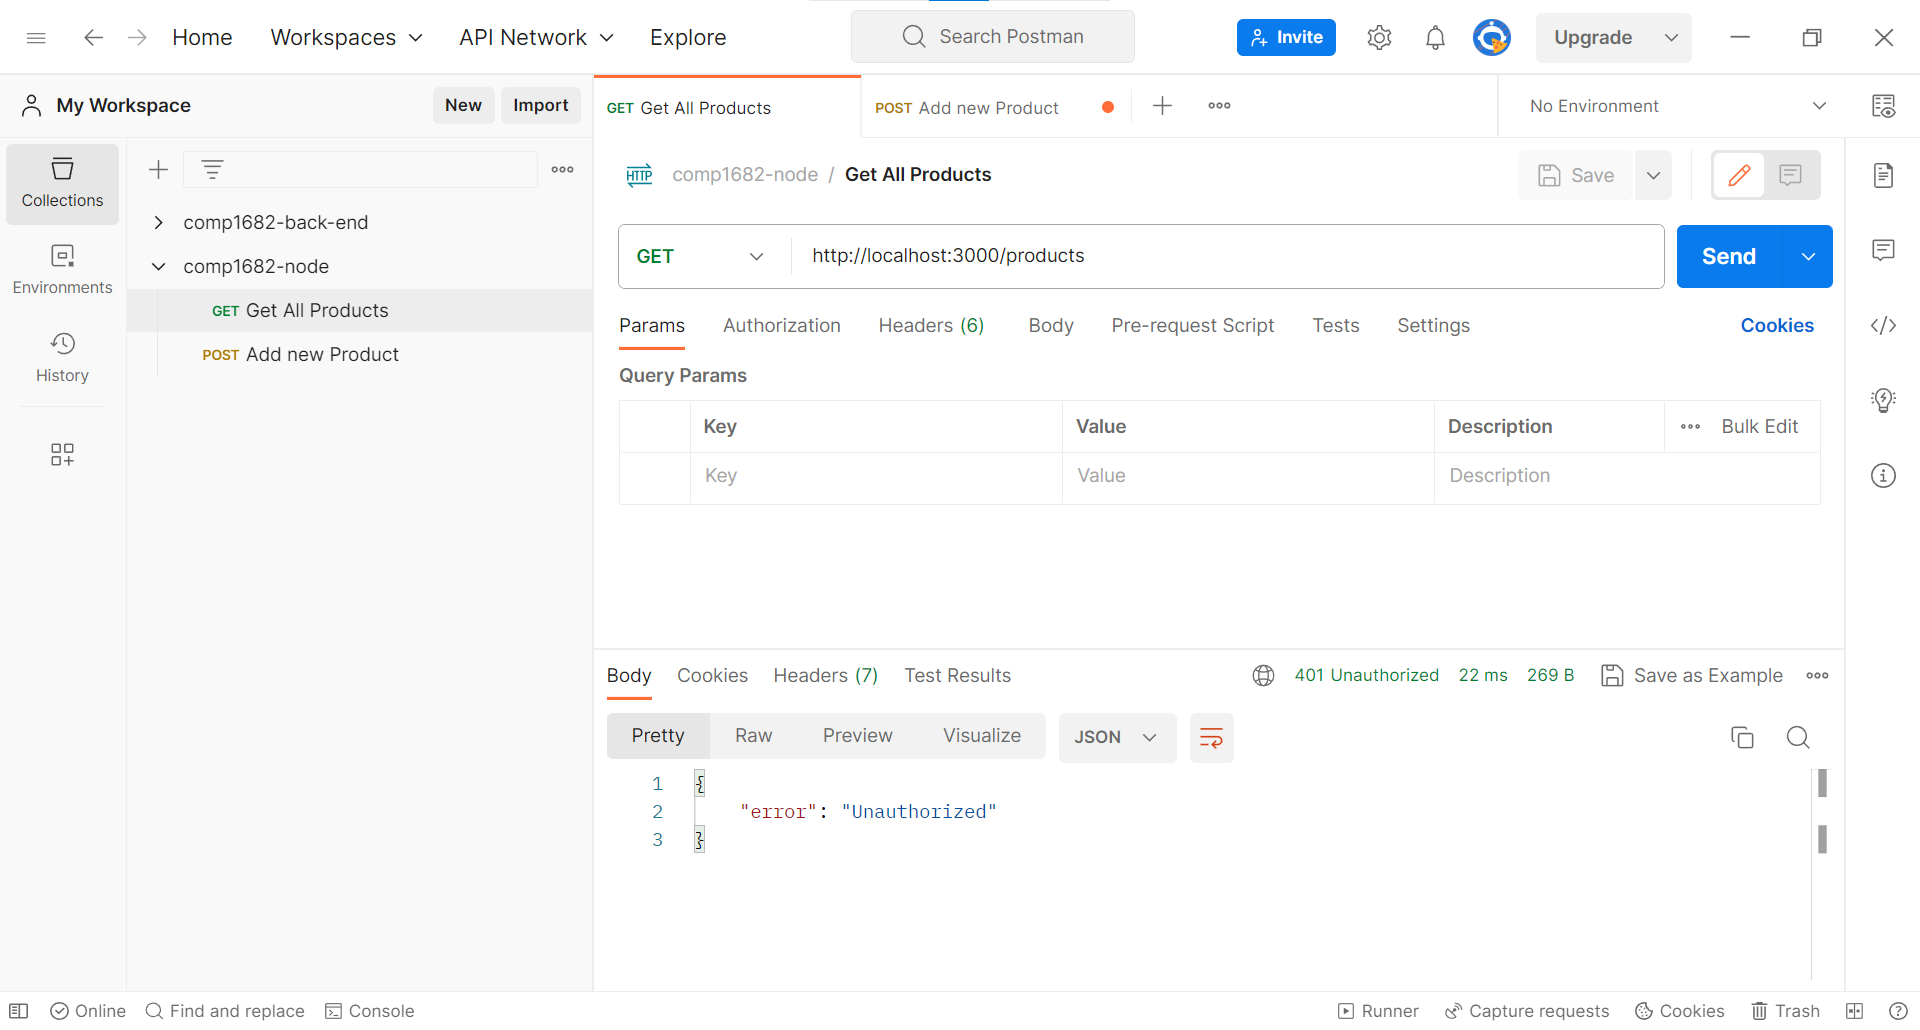 Home Workspaces API Network Explore Search Postman Invite Upgrade
My Workspace New Import GET Get All Products POST Add new Product No Environment
Collections
Environments
History
comp1682-back-end
comp1682-node
GET Get All Products
POST Add new Product
HTTP comp1682-node / Get All Products Save
GET http://localhost:3000/products Send
Params Authorization Headers (6) Body Pre-request Script Tests Settings Cookies
Query Params
Key Value Description Bulk Edit
Key Value Description
Body Cookies Headers (7) Test Results 401 Unauthorized 22 ms 269 B Save as Example
Pretty Raw Preview Visualize JSON
1 {
2 "error": "Unauthorized"
3 }
Online Find and replace Console Runner Capture requests Cookies Trash